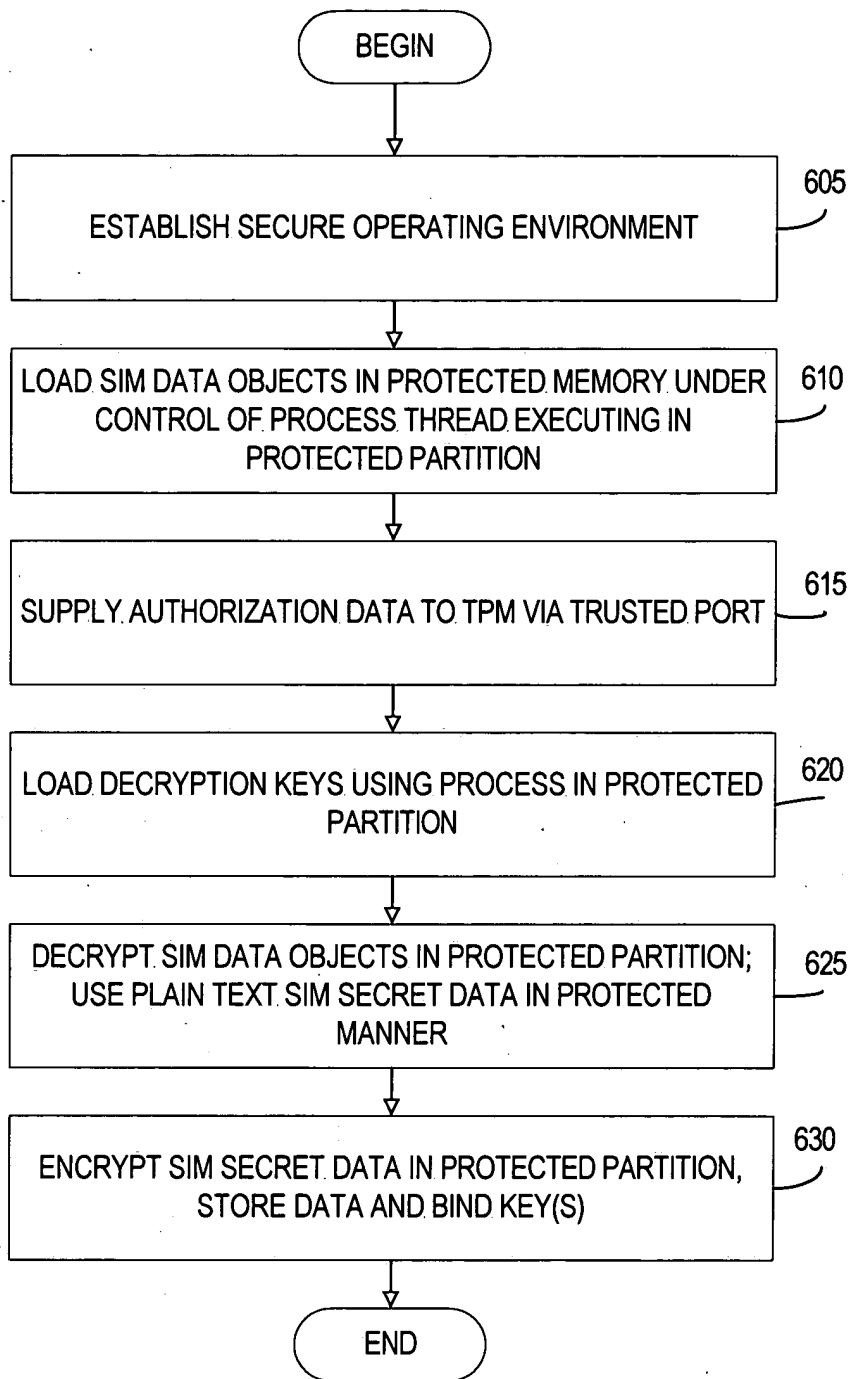 BEGIN
605
ESTABLISH SECURE OPERATING ENVIRONMENT
610
LOAD SIM DATA OBJECTS IN PROTECTED MEMORY UNDER
CONTROL OF PROCESS THREAD EXECUTING IN
PROTECTED PARTITION
615
SUPPLY AUTHORIZATION DATA TO TPM VIA TRUSTED PORT
620
LOAD DECRYPTION KEYS USING PROCESS IN PROTECTED
PARTITION
625
DECRYPT SIM DATA OBJECTS IN PROTECTED PARTITION;
USE PLAIN TEXT SIM SECRET DATA IN PROTECTED
MANNER
630
ENCRYPT SIM SECRET DATA IN PROTECTED PARTITION,
STORE DATA AND BIND KEY(S)
END